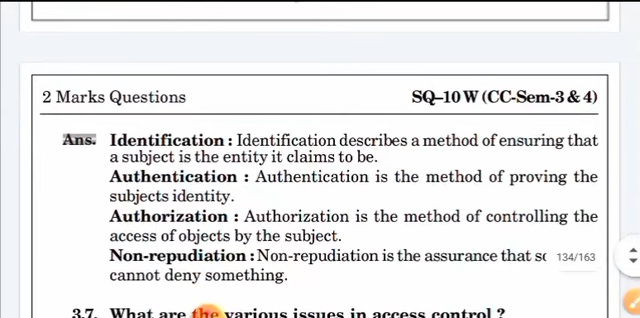 2 Marks Questions SQ–10 W (CC-Sem-3 & 4)
Ans. Identification : Identification describes a method of ensuring that
a subject is the entity it claims to be.
Authentication : Authentication is the method of proving the
subjects identity.
Authorization : Authorization is the method of controlling the
access of objects by the subject.
Non-repudiation : Non-repudiation is the assurance that 134/163
cannot deny something.
3.7. What are the various issues in access control ?